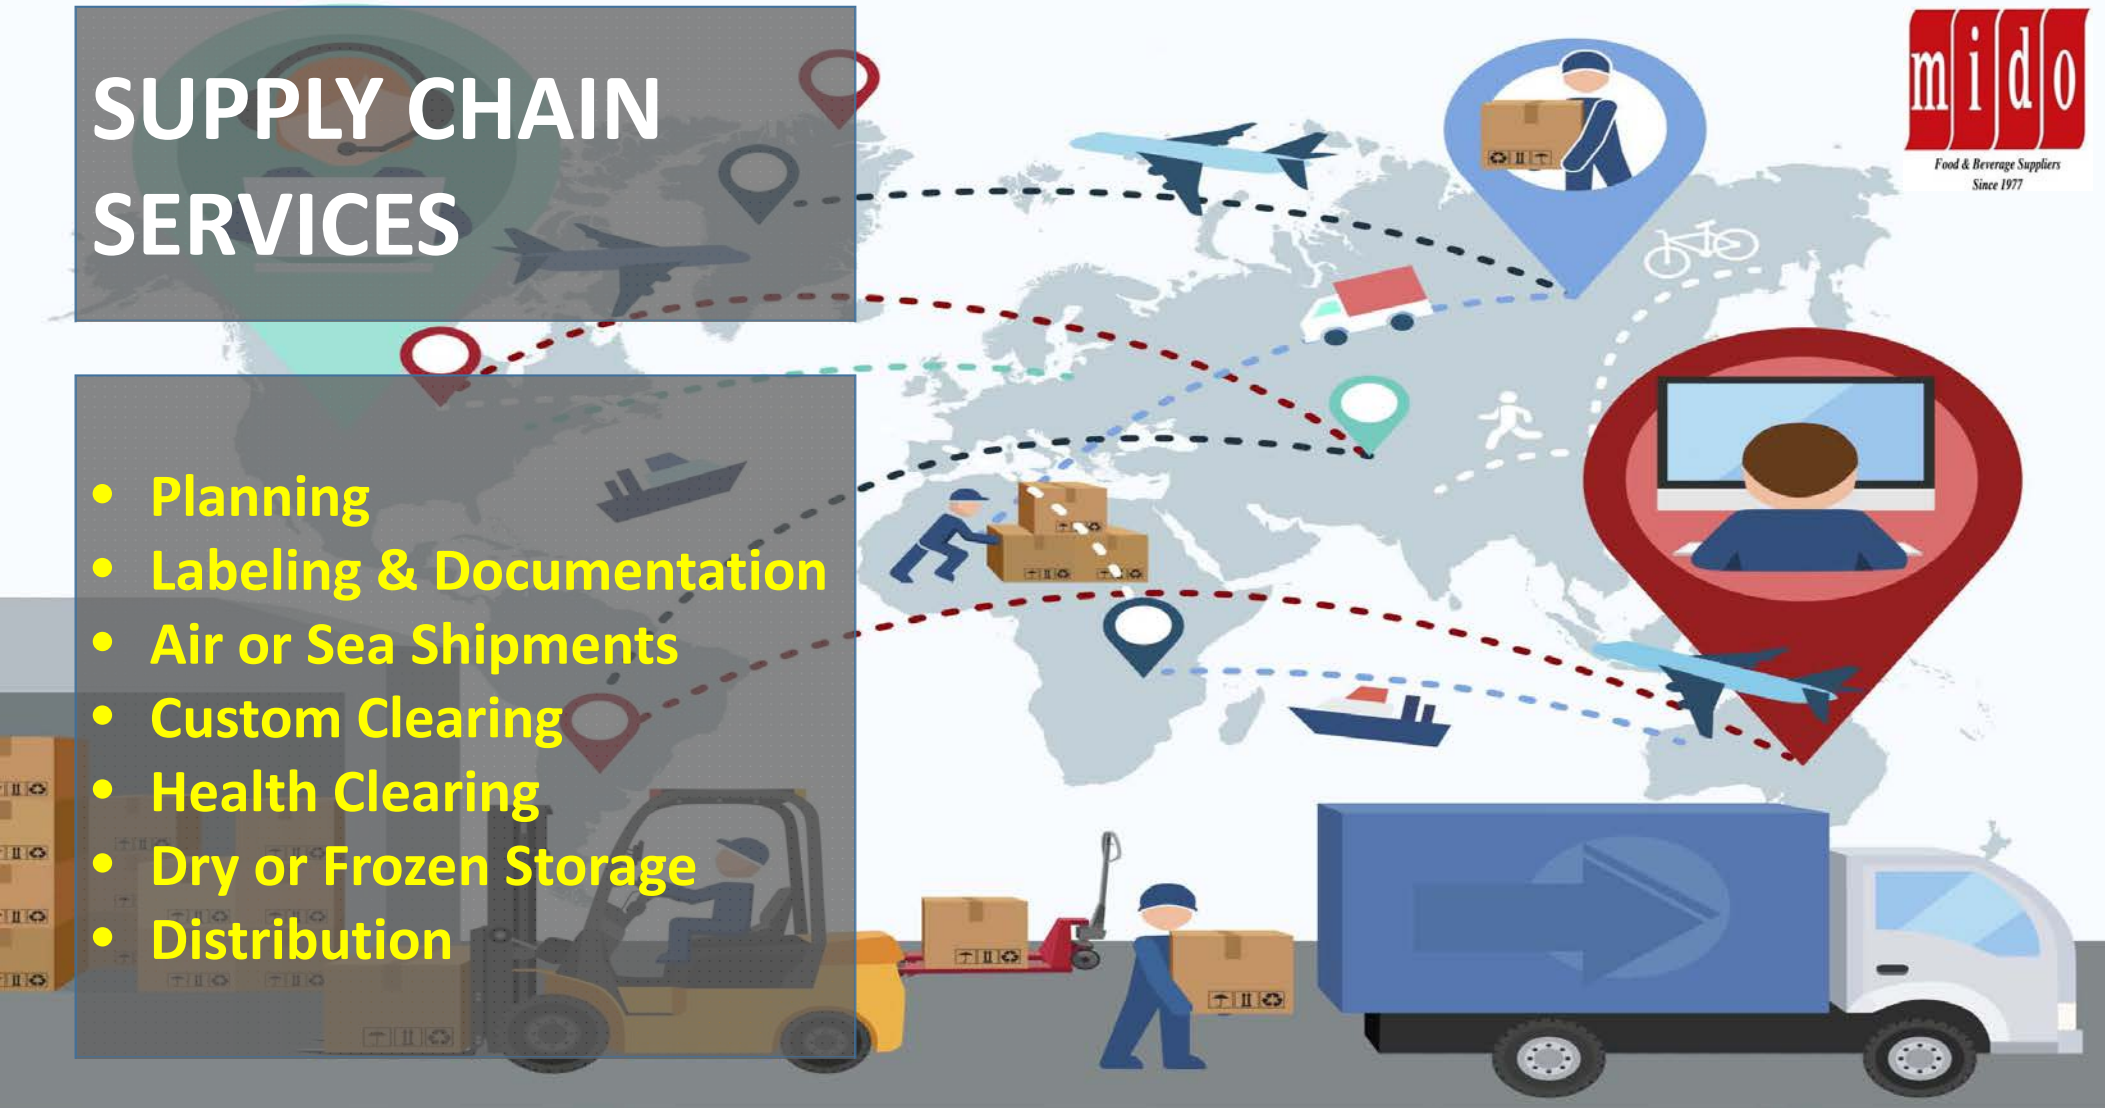 SUPPLY CHAIN
SERVICES
mido
Food & Beverage Suppliers
Since 1977
• Planning
• Labeling & Documentation
• Air or Sea Shipments
• Custom Clearing
• Health Clearing
• Dry or Frozen Storage
• Distribution